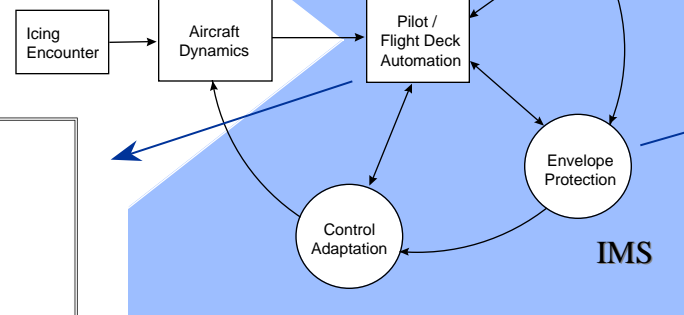 Icing
Encounter
Aircraft
Dynamics
Pilot /
Flight Deck
Automation
Envelope
Protection
Control
Adaptation
IMS